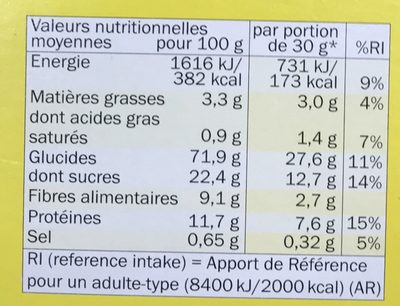 Valeurs nutritionnelles par portion
moyennes pour 100 g de 30 g* %RI
Energie 1616 kJ/ 731 kJ/
382 kcal 173 kcal 9%
Matières grasses 3,3 g 3,0 g 4%
dont acides gras
saturés 0,9 g 1,4 g 7%
Glucides 71,9 g 27,6 g 11%
dont sucres 22,4 g 12,7 g 14%
Fibres alimentaires 9,1 g 2,7 g
Protéines 11,7 g 7,6 g 15%
Sel 0,65 g 0,32 g 5%
RI (reference intake) = Apport de Référence
pour un adulte-type (8400 kJ/2000 kcal) (AR)